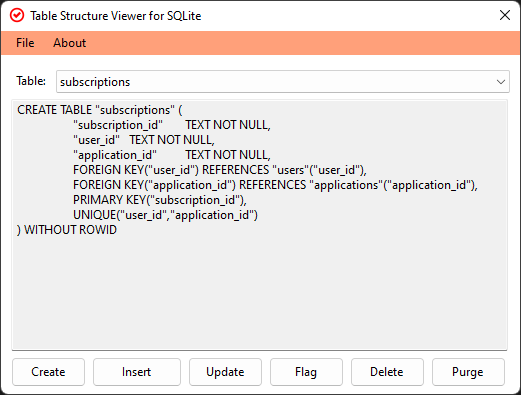 Table Structure Viewer for SQLite
File About
Table: subscriptions
CREATE TABLE "subscriptions" (
"subscription_id" TEXT NOT NULL,
"user_id" TEXT NOT NULL,
"application_id" TEXT NOT NULL,
FOREIGN KEY("user_id") REFERENCES "users"("user_id"),
FOREIGN KEY("application_id") REFERENCES "applications"("application_id"),
PRIMARY KEY("subscription_id"),
UNIQUE("user_id","application_id")
) WITHOUT ROWID
Create Insert Update Flag Delete Purge